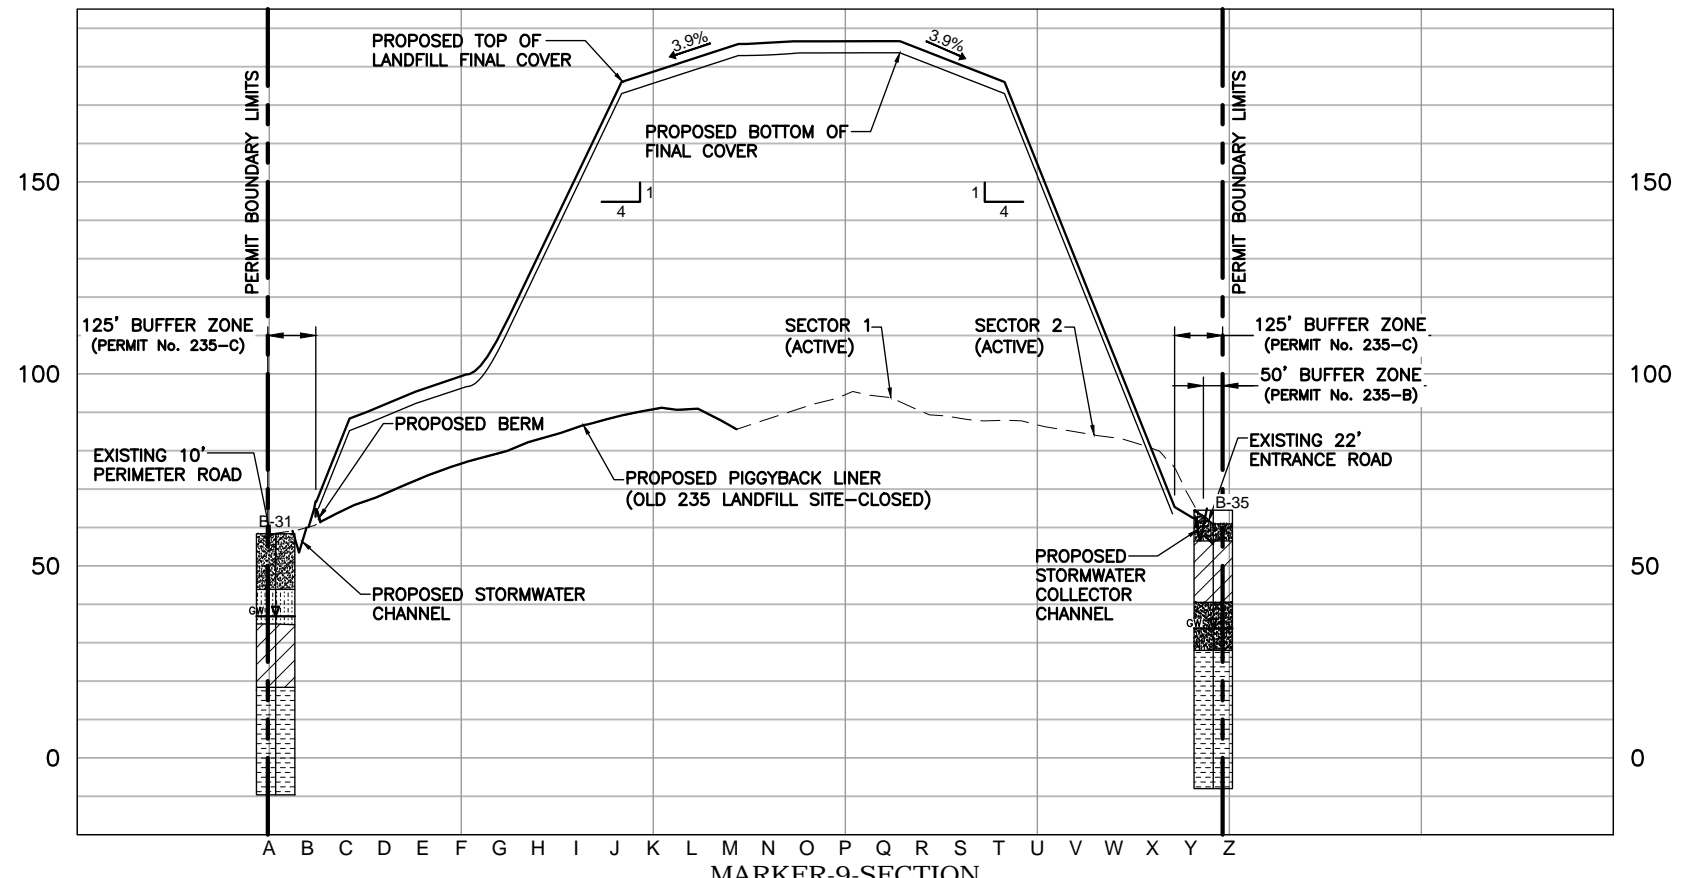 PROPOSED TOP OF
LANDFILL FINAL COVER
3.9%
3.9%
PERMIT BOUNDARY LIMITS
PERMIT BOUNDARY LIMITS
PROPOSED BOTTOM OF
FINAL COVER
150
150
1
4
1
4
125' BUFFER ZONE
(PERMIT No. 235-C)
SECTOR 1
(ACTIVE)
SECTOR 2
(ACTIVE)
125' BUFFER ZONE
(PERMIT No. 235-C)
100
100
50' BUFFER ZONE
(PERMIT No. 235-B)
PROPOSED BERM
EXISTING 10'
PERIMETER ROAD
EXISTING 22'
ENTRANCE ROAD
PROPOSED PIGGYBACK LINER
(OLD 235 LANDFILL SITE-CLOSED)
B-31
B-35
50
50
PROPOSED
STORMWATER
COLLECTOR
CHANNEL
PROPOSED STORMWATER
CHANNEL
0
0
A B C D E F G H I J K L M N O P Q R S T U V W X Y Z
MARKER-9-SECTION